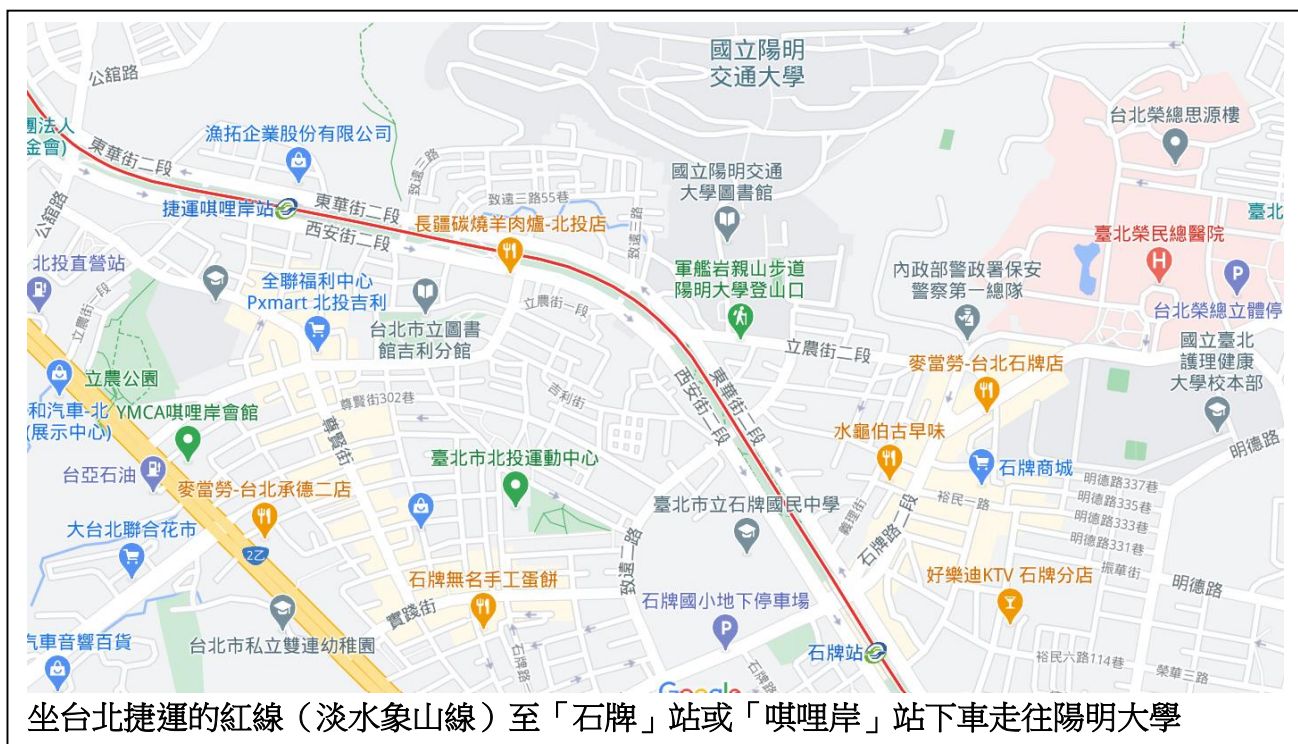 國立陽明
交通大學
公舘路
團法人
金會)
漁拓企業股份有限公司
東華街二段
台北榮總思源樓
致遠三路
國立陽明交通
大學圖書館
捷運唭哩岸站
東華街二段
致遠三路55巷
致遠三路
臺北
公舘路
西安街二段
長疆碳燒羊肉爐-北投店
臺北榮民總醫院
北投直營站
全聯福利中心
Pxmart 北投吉利
軍艦岩親山步道
陽明大學登山口
內政部警政署保安
警察第一總隊
台北榮總立體停
立農街一段
台北市立圖書
館吉利分館
立農街一段
立農街二段
國立臺北
護理健康
大學校本部
麥當勞-台北石牌店
立農公園
和汽車-北
(展示中心)
YMCA唭哩岸會館
尊賢街302巷
吉利街
西安街二段
東華街二段
尊賢街
水龜伯古早味
石牌商城
明德路
台亞石油
臺北市北投運動中心
明德路337巷
明德路335巷
明德路333巷
明德路331巷
麥當勞-台北承德二店
臺北市立石牌國民中學
裕民一路
義理街
石牌路二段
大台北聯合花市
2乙
致遠二路
振華街
明德路
石牌無名手工蛋餅
好樂迪KTV 石牌分店
實踐街
石牌國小地下停車場
台北市私立雙連幼稚園
汽車音響百貨
石牌路一
石牌站
裕民六路114巷
榮華三路
Google
坐台北捷運的紅線（淡水象山線）至「石牌」站或「唭哩岸」站下車走往陽明大學